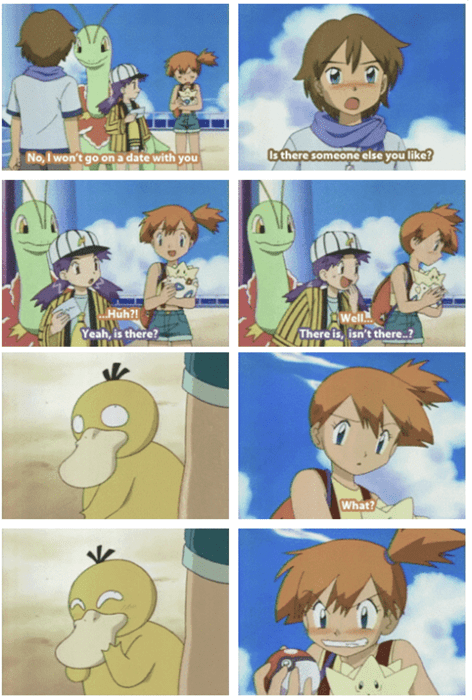 No, I won't go on a date with you
Is there someone else you like?
...Huh?!
Yeah, is there?
Well...
There is, isn't there..?
What?